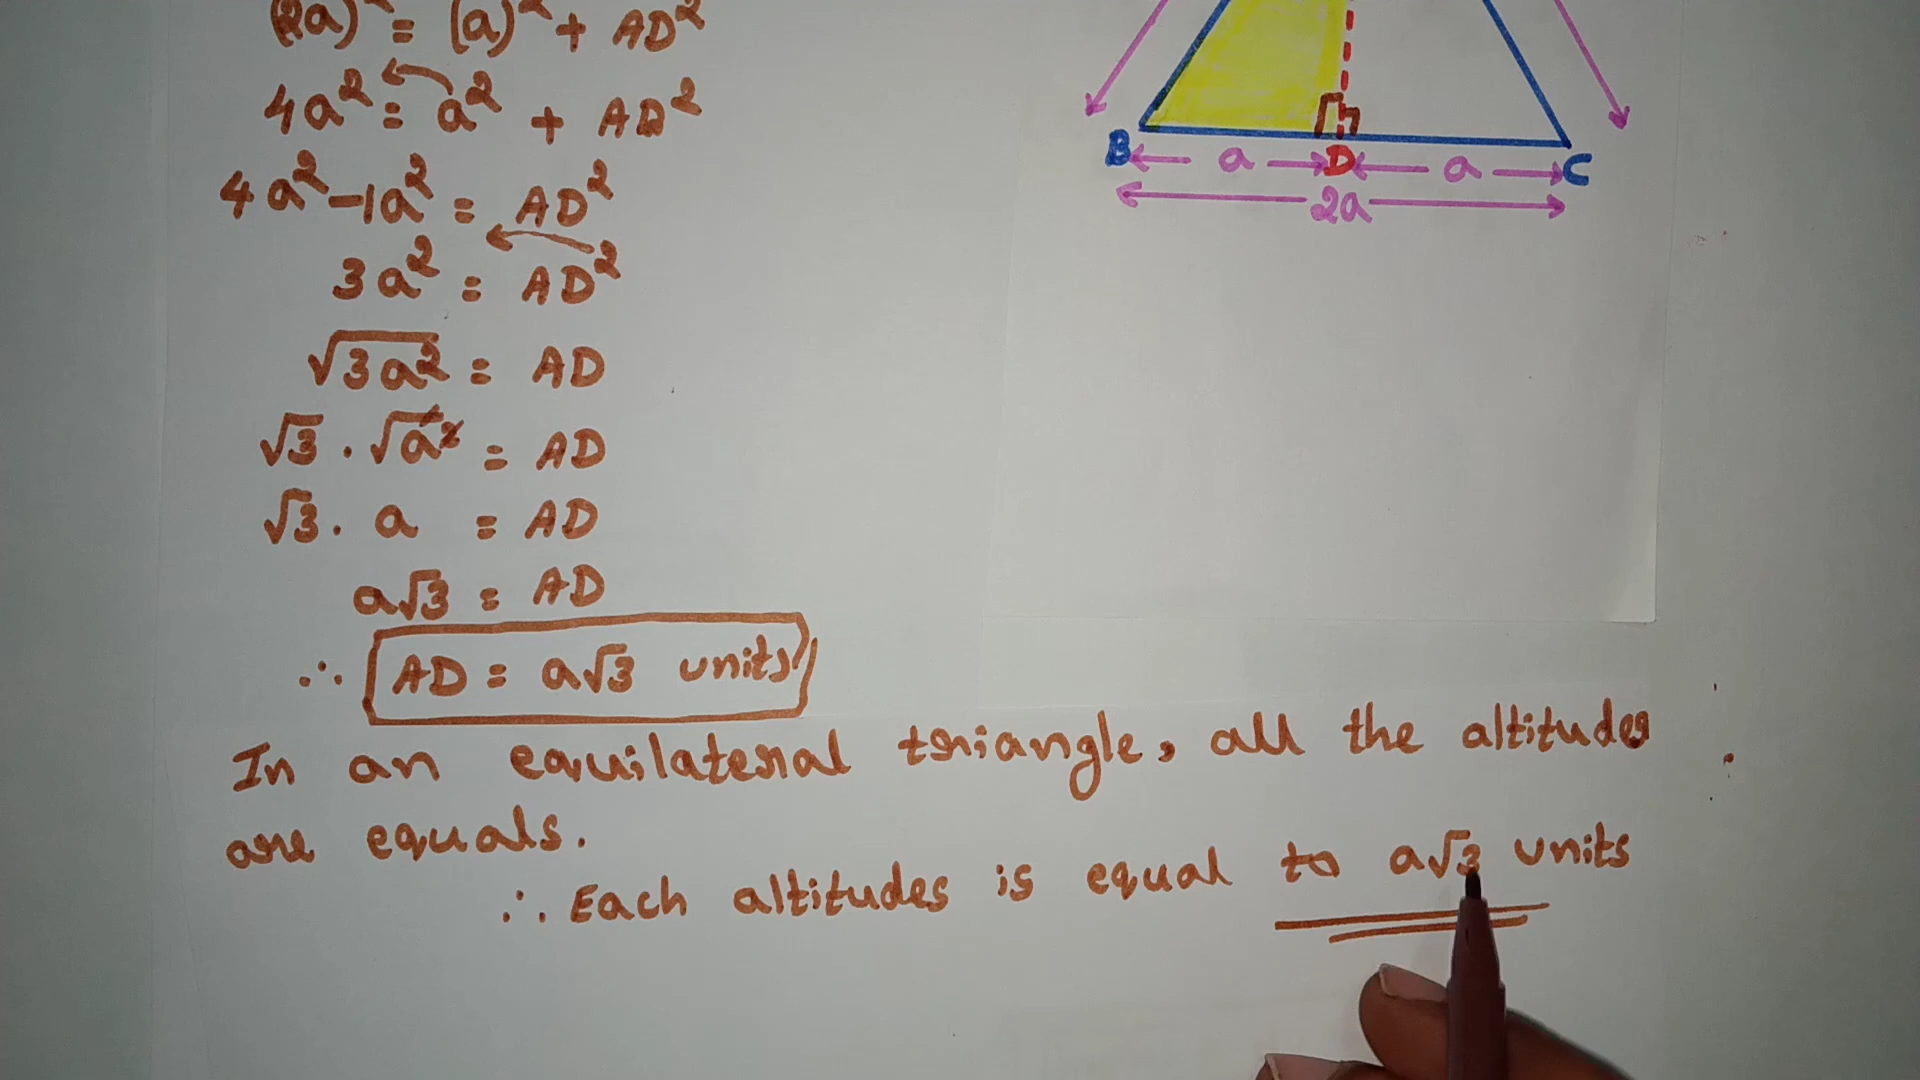 (2a)² = (a)² + AD²
4a² = a² + AD²
4a² - 1a² = AD²
3a² = AD²
√3a² = AD
√3 . √a² = AD
√3 . a = AD
a√3 = AD
∴ AD = a√3 units
In an equilateral triangle, all the altitudes
are equals.
∴ Each altitudes is equal to a√3 units
B a D a C
2a